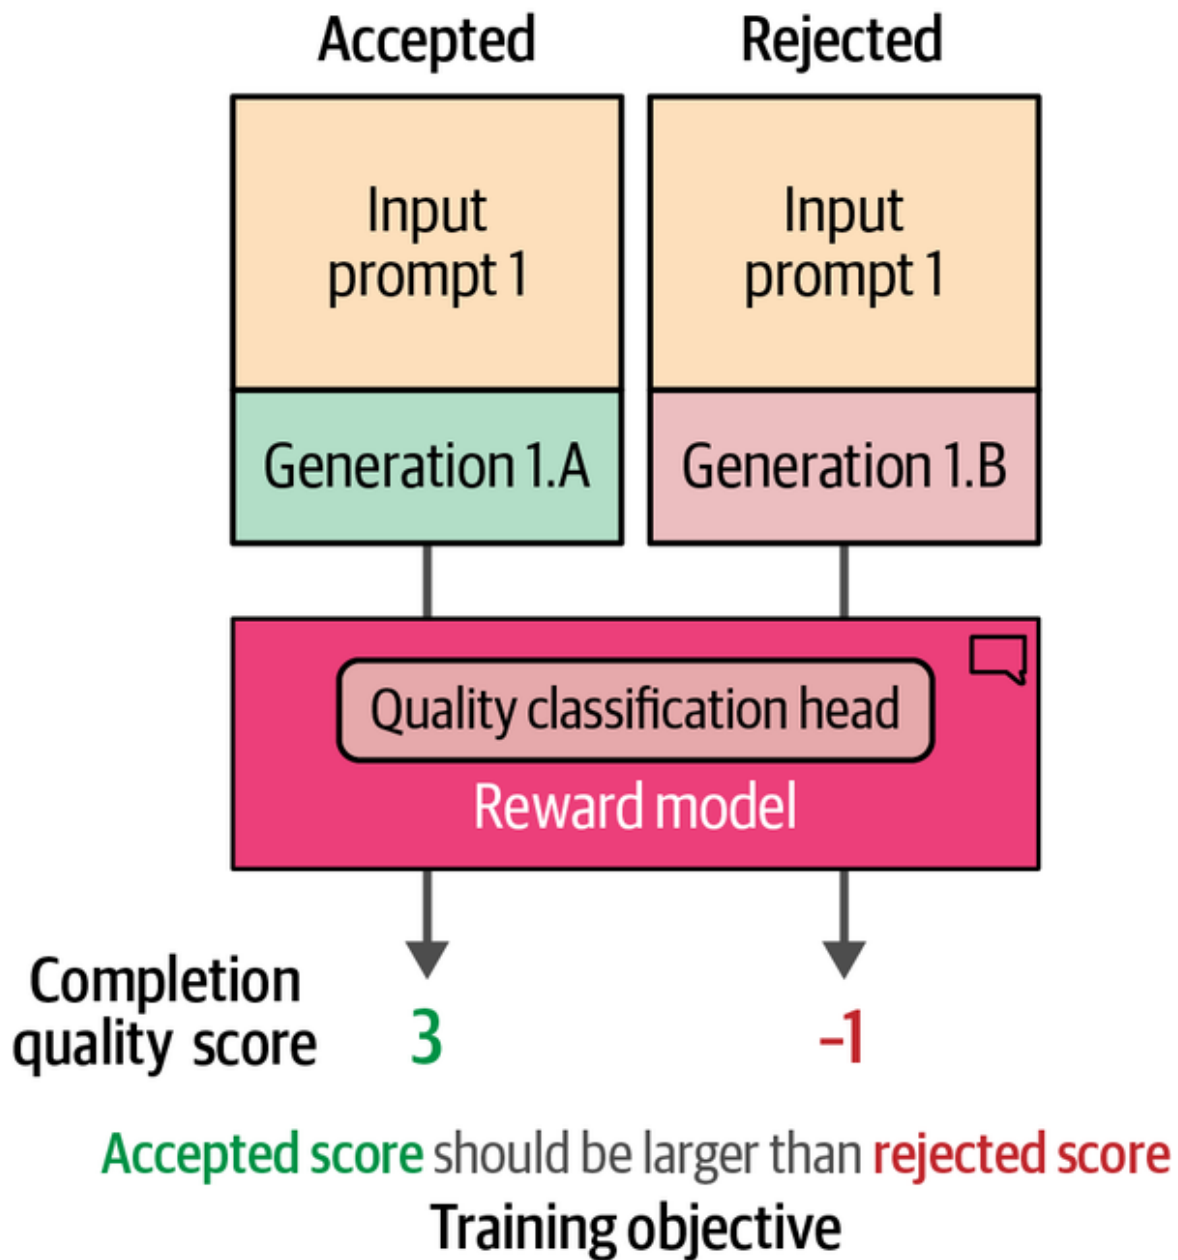 Accepted
Rejected
Input
prompt 1
Input
prompt 1
Generation 1.A
Generation 1.B
Quality classification head
Reward model
Completion
quality score
3
–1
Accepted score should be larger than rejected score
Training objective